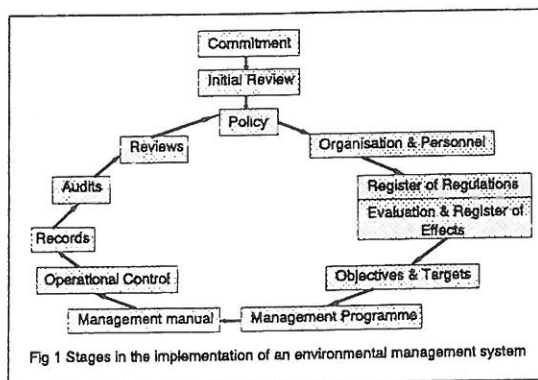 Commitment
Initial Review
Policy
Organisation & Personnel
Register of Regulations
Evaluation & Register of
Effects
Objectives & Targets
Management Programme
Management manual
Operational Control
Records
Audits
Reviews
Fig 1 Stages in the implementation of an environmental management system